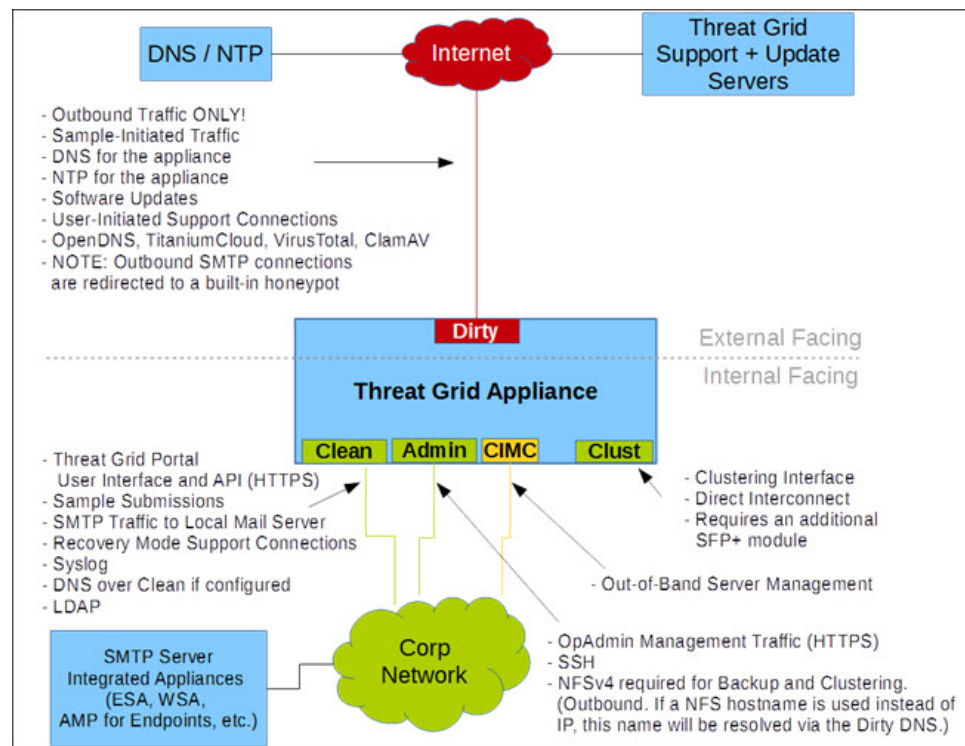 DNS / NTP
Internet
Threat Grid
Support + Update
Servers
- Outbound Traffic ONLY!
- Sample-Initiated Traffic
- DNS for the appliance
- NTP for the appliance
- Software Updates
- User-Initiated Support Connections
- OpenDNS, TitaniumCloud, VirusTotal, ClamAV
- NOTE: Outbound SMTP connections
are redirected to a built-in honeypot
Dirty
External Facing
Internal Facing
Threat Grid Appliance
Clean
Admin
CIMC
Clust
- Threat Grid Portal
User Interface and API (HTTPS)
- Sample Submissions
- SMTP Traffic to Local Mail Server
- Recovery Mode Support Connections
- Syslog
- DNS over Clean if configured
- LDAP
- Clustering Interface
- Direct Interconnect
- Requires an additional
SFP+ module
- Out-of-Band Server Management
- OpAdmin Management Traffic (HTTPS)
- SSH
- NFSv4 required for Backup and Clustering.
(Outbound. If a NFS hostname is used instead of
IP, this name will be resolved via the Dirty DNS.)
Corp
Network
SMTP Server
Integrated Appliances
(ESA, WSA,
AMP for Endpoints, etc.)